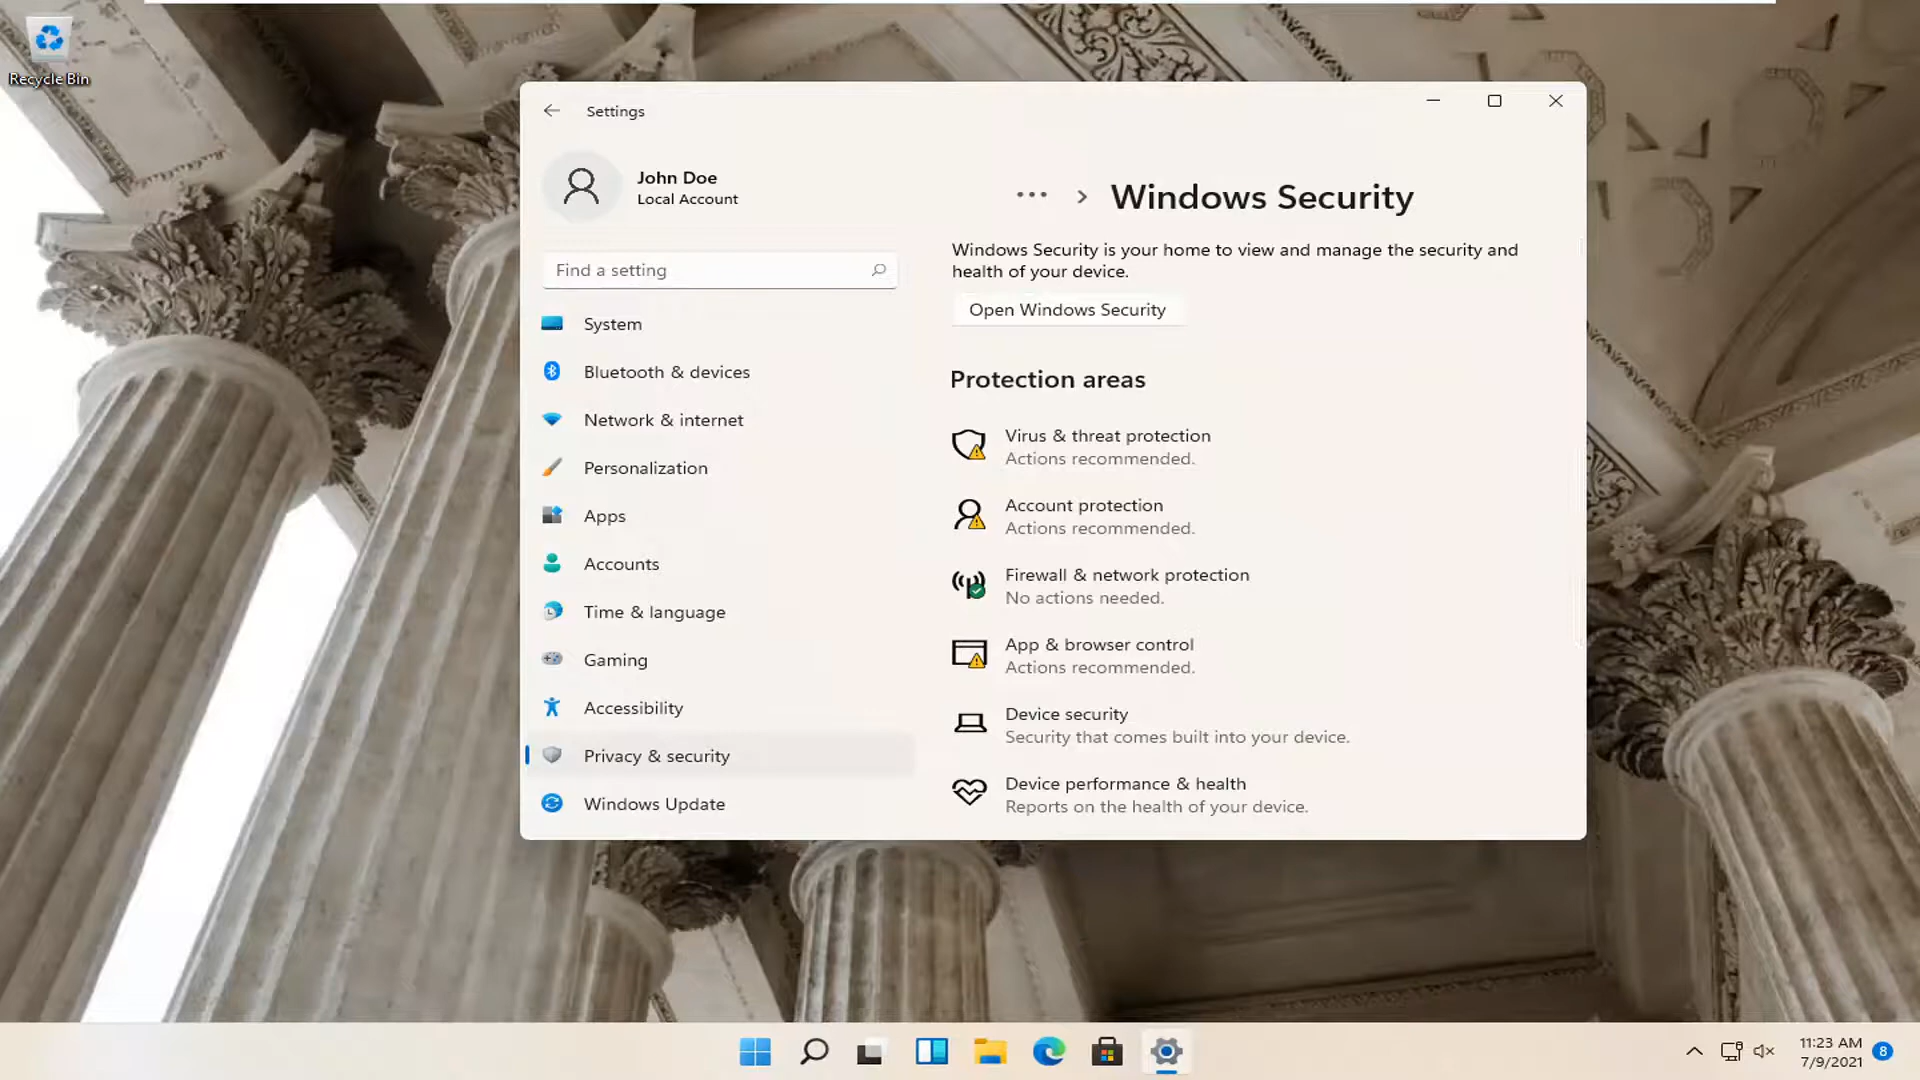 Recycle Bin
Settings
John Doe
Local Account
Find a setting
System
Bluetooth & devices
Network & internet
Personalization
Apps
Accounts
Time & language
Gaming
Accessibility
Privacy & security
Windows Update
··· > Windows Security
Windows Security is your home to view and manage the security and
health of your device.
Open Windows Security
Protection areas
Virus & threat protection
Actions recommended.
Account protection
Actions recommended.
Firewall & network protection
No actions needed.
App & browser control
Actions recommended.
Device security
Security that comes built into your device.
Device performance & health
Reports on the health of your device.
11:23 AM
7/9/2021
8